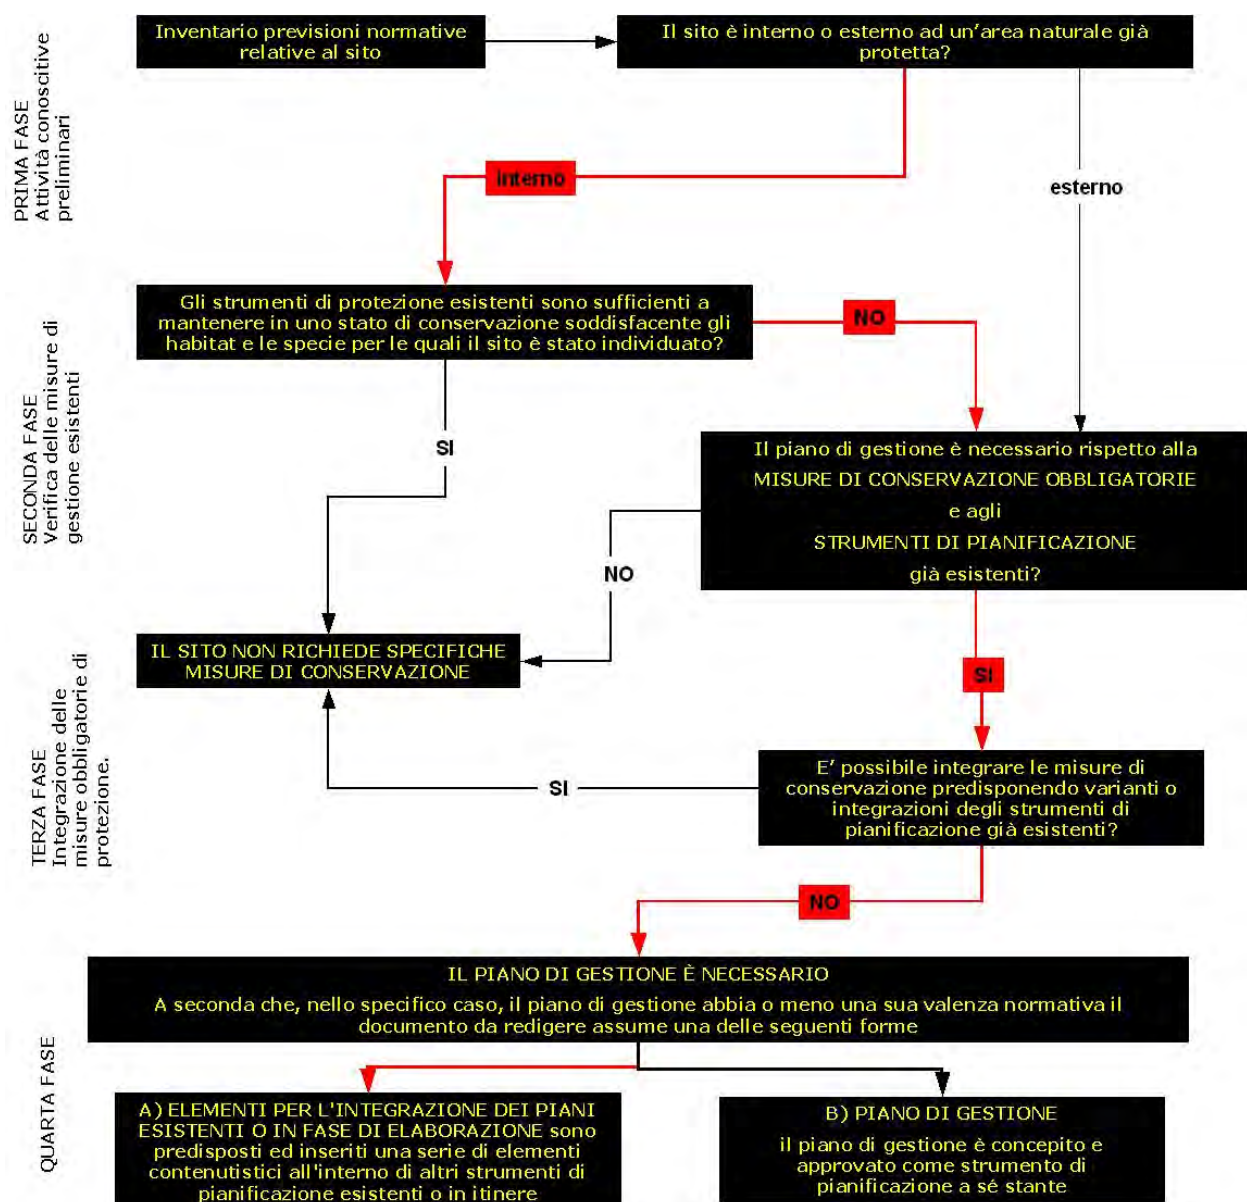 PRIMA FASE
Attività conoscitive
preliminari
Inventario previsioni normative
relative al sito
Il sito è interno o esterno ad un'area naturale già
protetta?
Interno
esterno
SECONDA FASE
Verifica delle misure di
gestione esistenti
Gli strumenti di protezione esistenti sono sufficienti a
mantenere in uno stato di conservazione soddisfacente gli
habitat e le specie per le quali il sito è stato individuato?
NO
SI
Il piano di gestione è necessario rispetto alla
MISURE DI CONSERVAZIONE OBBLIGATORIE
e agli
STRUMENTI DI PIANIFICAZIONE
già esistenti?
NO
SI
TERZA FASE
Integrazione delle
misure obbligatorie di
protezione.
IL SITO NON RICHIEDE SPECIFICHE
MISURE DI CONSERVAZIONE
E' possibile integrare le misure di
conservazione predisponendo varianti o
integrazioni degli strumenti di
pianificazione già esistenti?
SI
NO
QUARTA FASE
IL PIANO DI GESTIONE È NECESSARIO
A seconda che, nello specifico caso, il piano di gestione abbia o meno una sua valenza normativa il
documento da redigere assume una delle seguenti forme
A) ELEMENTI PER L'INTEGRAZIONE DEI PIANI
ESISTENTI O IN FASE DI ELABORAZIONE sono
predisposti ed inseriti una serie di elementi
contenutistici all'interno di altri strumenti di
pianificazione esistenti o in itinere
B) PIANO DI GESTIONE
il piano di gestione è concepito e
approvato come strumento di
pianificazione a sé stante